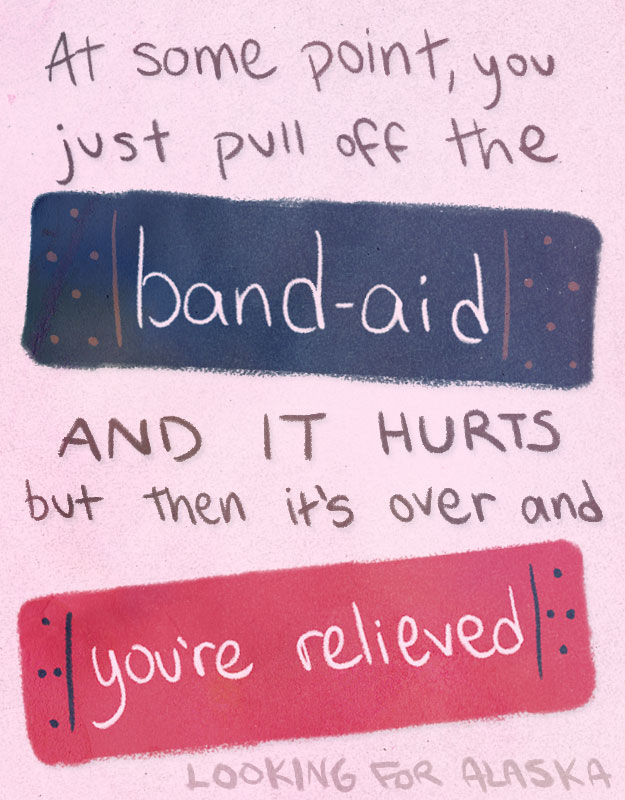 At some point, you
just pull off the
band-aid
AND IT HURTS
but then it's over and
you're relieved
LOOKING FOR ALASKA